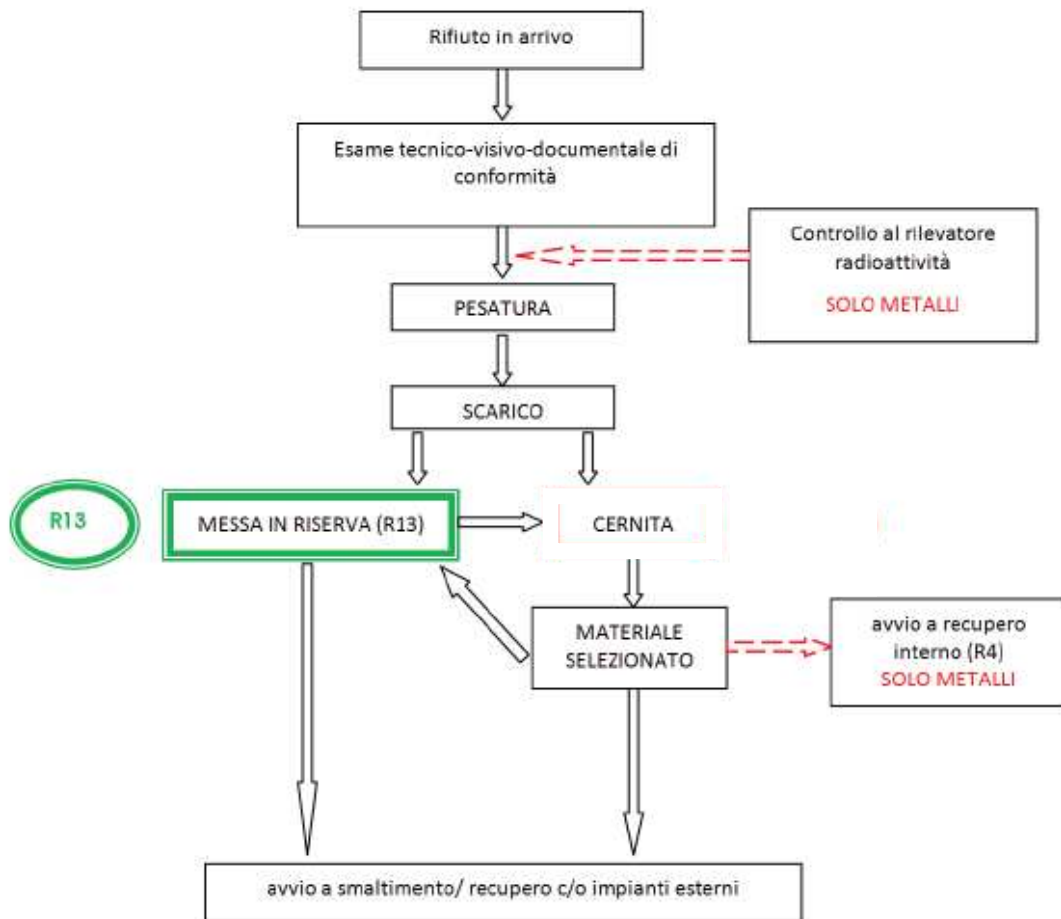 Rifiuto in arrivo
Esame tecnico-visivo-documentale di
conformità
Controllo al rilevatore
radioattività
SOLO METALLI
PESATURA
SCARICO
R13
MESSA IN RISERVA (R13)
CERNITA
MATERIALE
SELEZIONATO
avvio a recupero
interno (R4)
SOLO METALLI
avvio a smaltimento/ recupero c/o impianti esterni